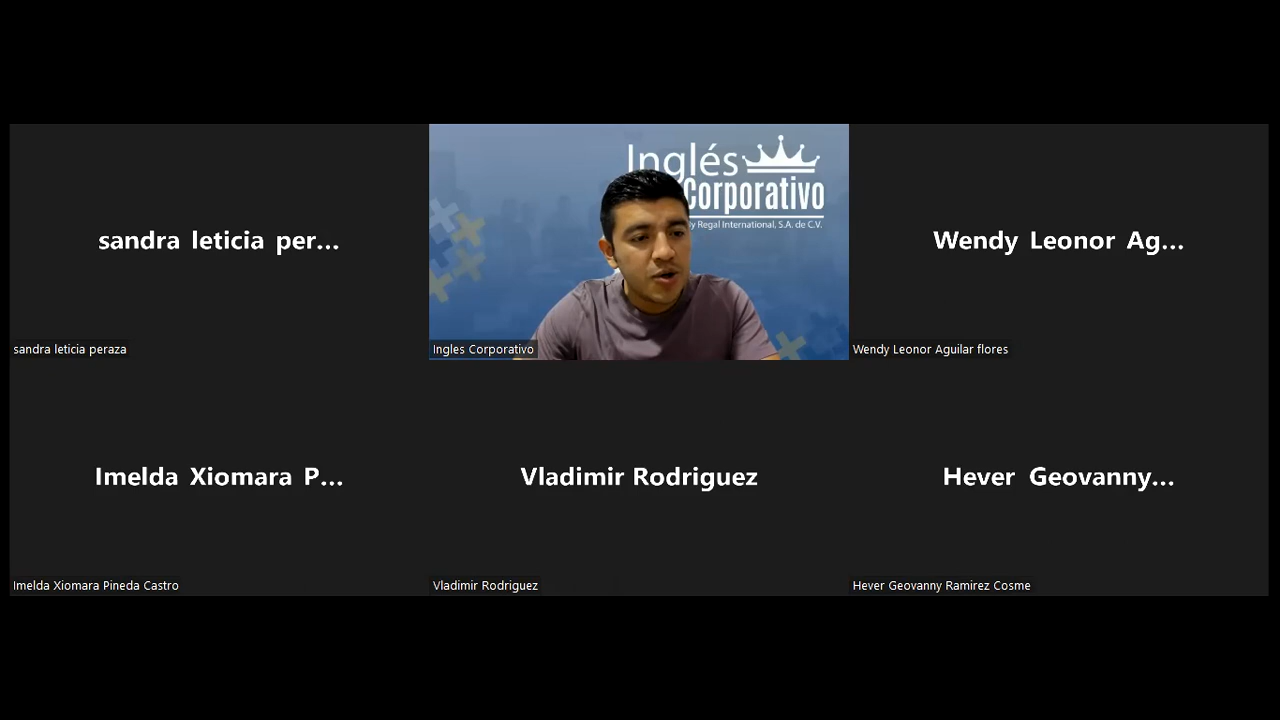 sandra leticia per...
sandra leticia peraza
Inglés
Corporativo
ly Regal International, S.A. de C.V.
Ingles Corporativo
Wendy Leonor Ag...
Wendy Leonor Aguilar flores
Imelda Xiomara P...
Imelda Xiomara Pineda Castro
Vladimir Rodriguez
Vladimir Rodriguez
Hever Geovanny...
Hever Geovanny Ramirez Cosme